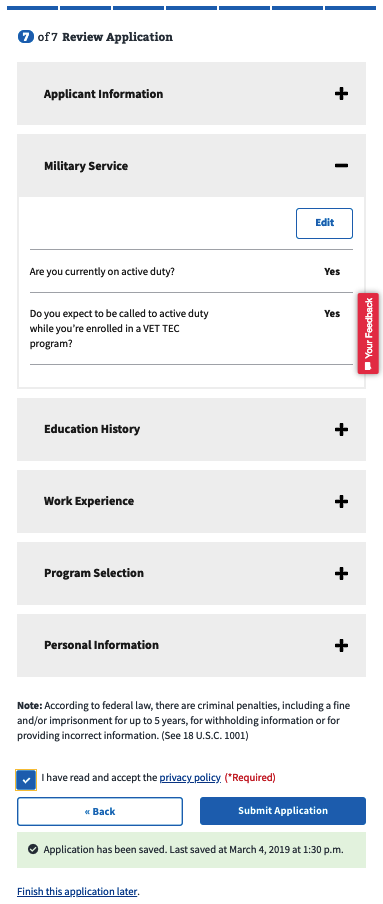 7 of 7 Review Application
Applicant Information
Military Service
Edit
Are you currently on active duty? Yes
Do you expect to be called to active duty Yes
while you're enrolled in a VET TEC
program?
Your Feedback
Education History
Work Experience
Program Selection
Personal Information
Note: According to federal law, there are criminal penalties, including a fine
and/or imprisonment for up to 5 years, for withholding information or for
providing incorrect information. (See 18 U.S.C. 1001)
I have read and accept the privacy policy (*Required)
« Back
Submit Application
Application has been saved. Last saved at March 4, 2019 at 1:30 p.m.
Finish this application later.